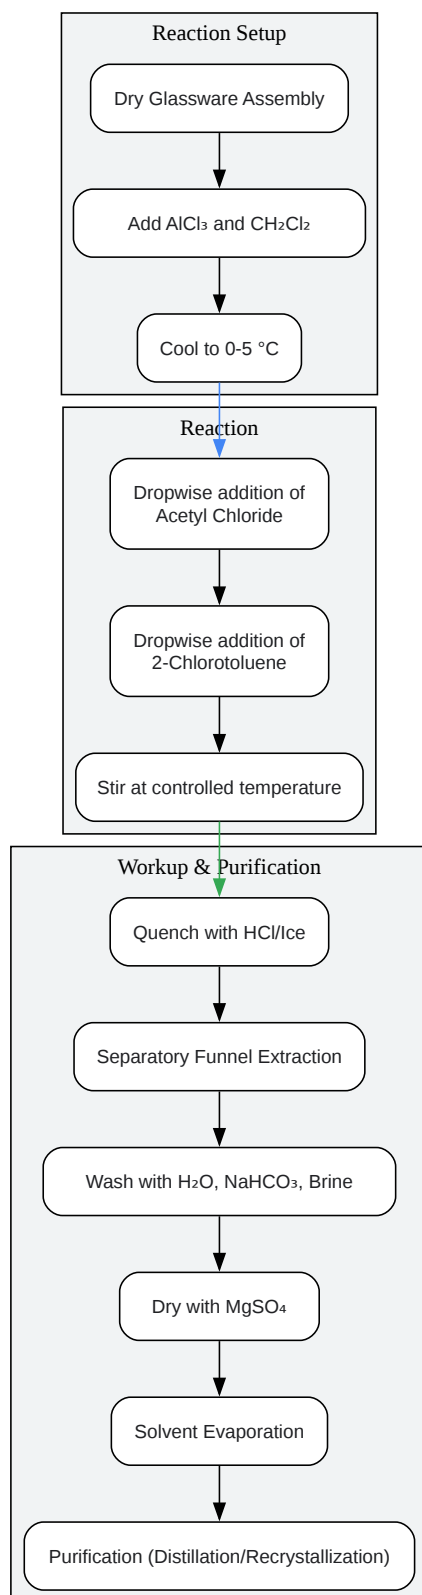 Reaction Setup
Dry Glassware Assembly
Add AlCl₃ and CH₂Cl₂
Cool to 0-5 °C
Reaction
Dropwise addition of
Acetyl Chloride
Dropwise addition of
2-Chlorotoluene
Stir at controlled temperature
Workup & Purification
Quench with HCl/Ice
Separatory Funnel Extraction
Wash with H₂O, NaHCO₃, Brine
Dry with MgSO₄
Solvent Evaporation
Purification (Distillation/Recrystallization)